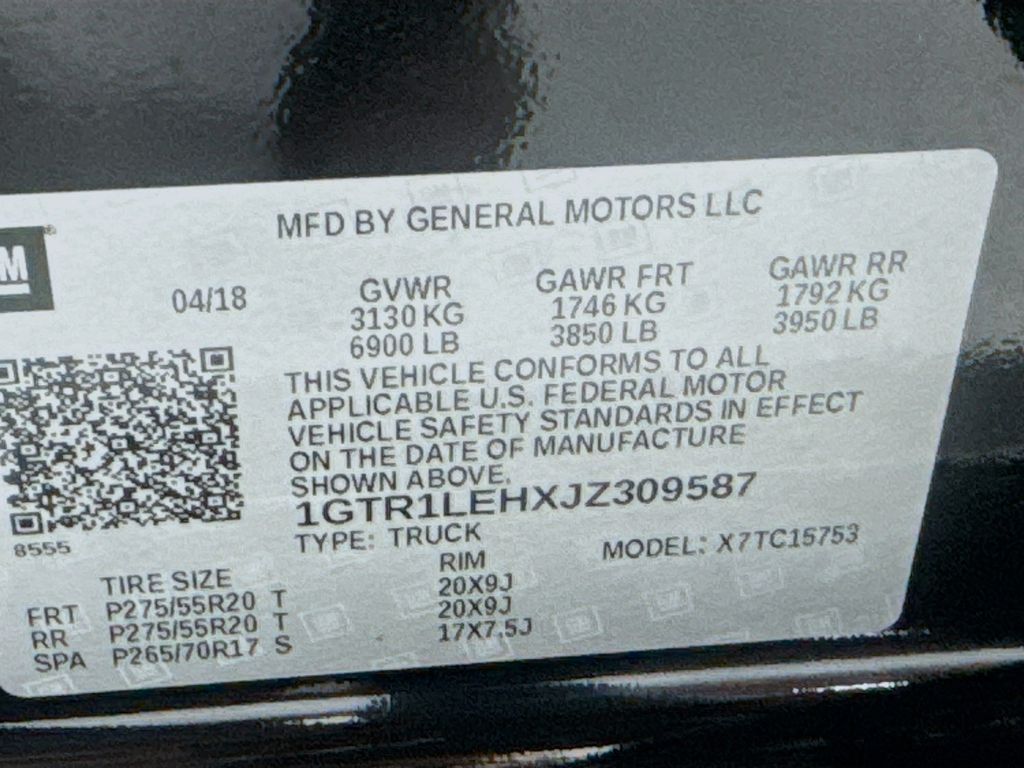 MFD BY GENERAL MOTORS LLC
04/18 GVWR GAWR FRT GAWR RR
3130 KG 1746 KG 1792 KG
6900 LB 3850 LB 3950 LB
THIS VEHICLE CONFORMS TO ALL
APPLICABLE U.S. FEDERAL MOTOR
VEHICLE SAFETY STANDARDS IN EFFECT
ON THE DATE OF MANUFACTURE
SHOWN ABOVE.
1GTR1LEHXJZ309587
8555
TYPE: TRUCK MODEL: X7TC15753
TIRE SIZE RIM
FRT P275/55R20 T 20X9J
RR P275/55R20 T 20X9J
SPA P265/70R17 S 17X7.5J